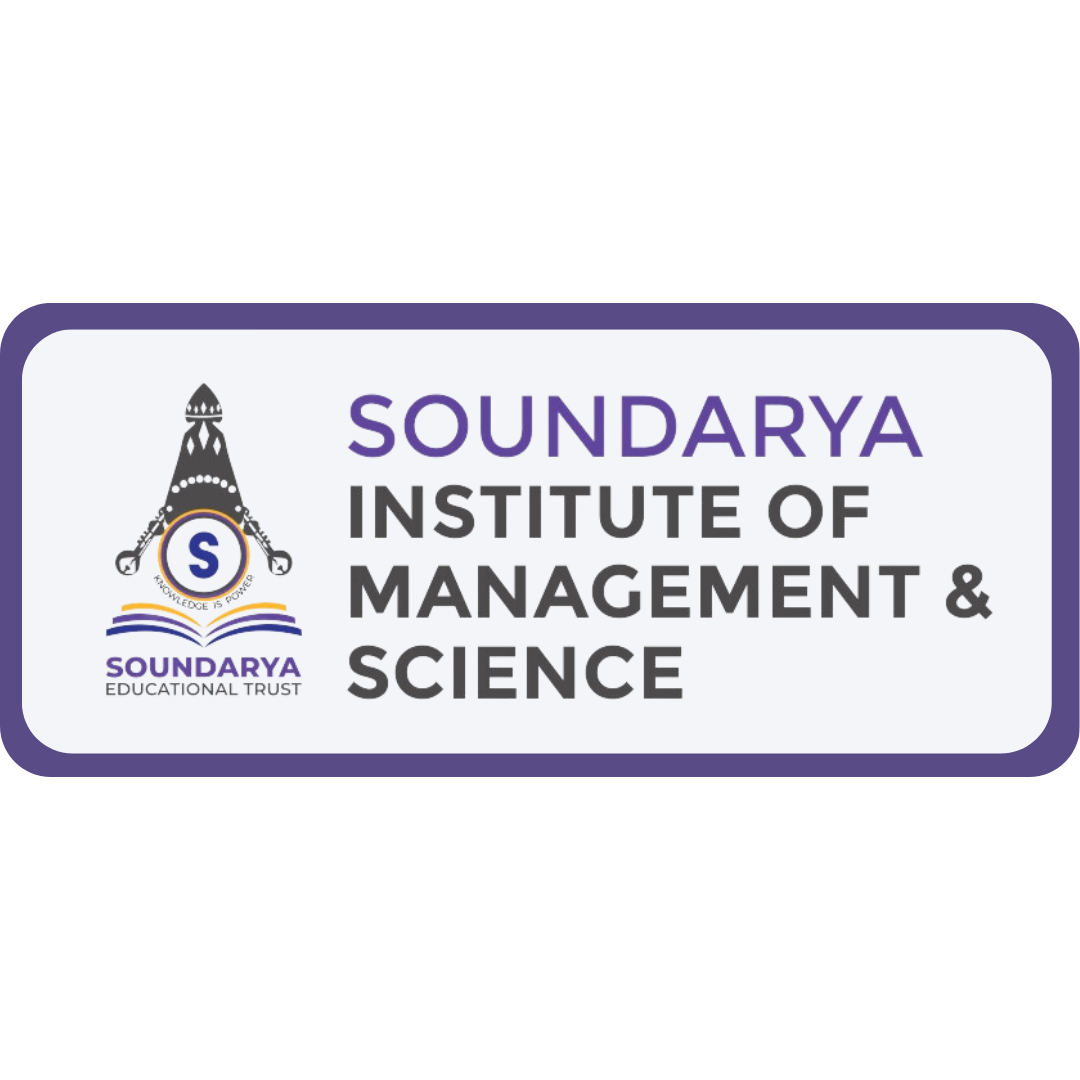 S
KNOWLEDGE IS POWER
SOUNDARYA
EDUCATIONAL TRUST
SOUNDARYA
INSTITUTE OF
MANAGEMENT &
SCIENCE